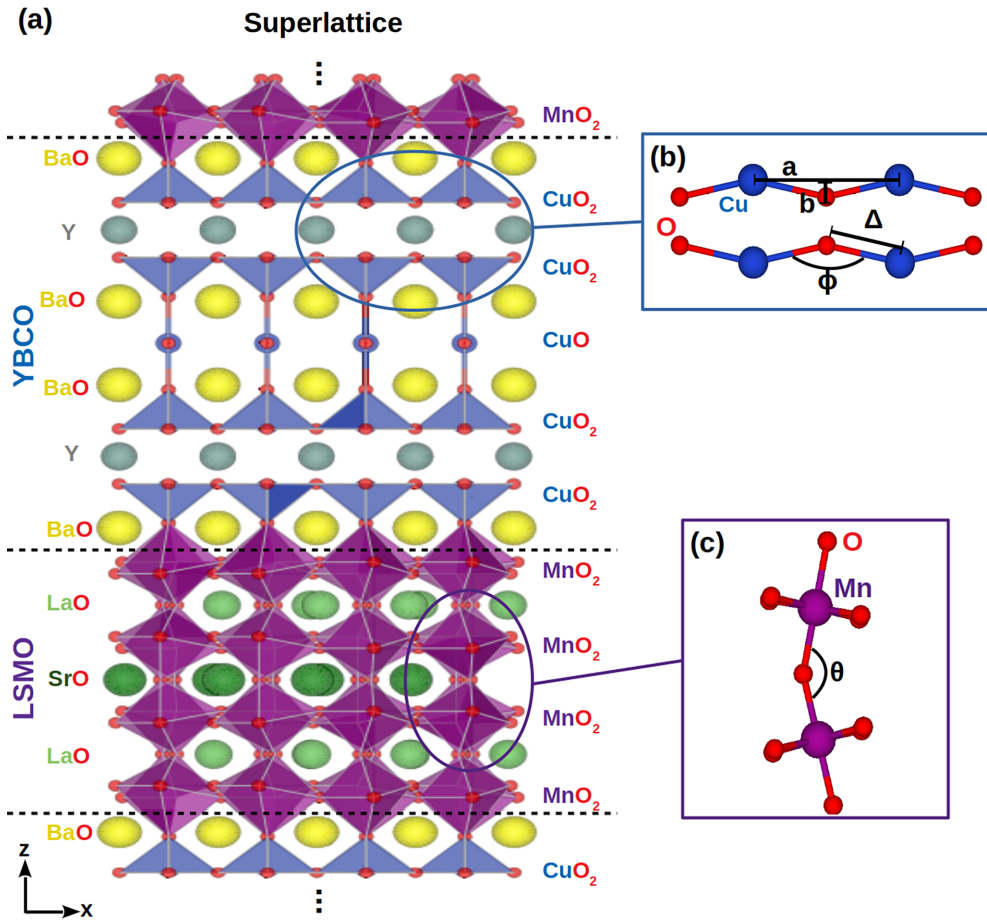 (a)
Superlattice
⋮
MnO₂
BaO
CuO₂
Y
CuO₂
BaO
CuO
YBCO
BaO
CuO₂
Y
CuO₂
BaO
MnO₂
LaO
MnO₂
LSMO
SrO
MnO₂
LaO
MnO₂
BaO
CuO₂
⋮
z
x
(b)
a
b
Cu
O
Δ
ϕ
(c)
O
Mn
θ